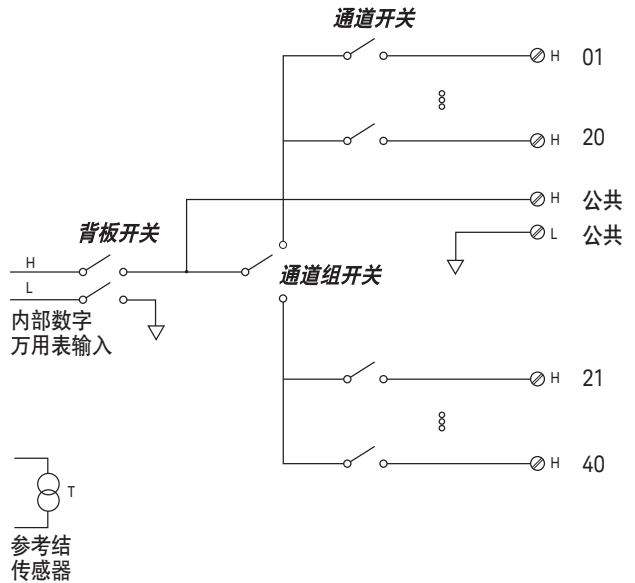 通道开关
H 01
H 20
H 公共
L 公共
背板开关
H
L
通道组开关
内部数字
万用表输入
H 21
H 40
T
参考结
传感器